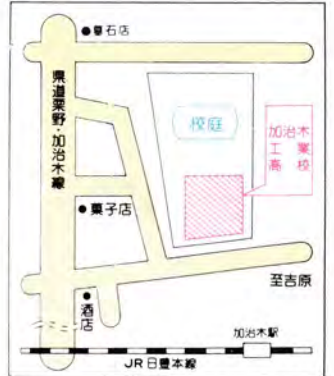 ●墓石店
県道栗野・加治木線
校庭
加治木
工業
高校
●菓子店
至吉原
●酒店
加治木駅
JR日豊本線